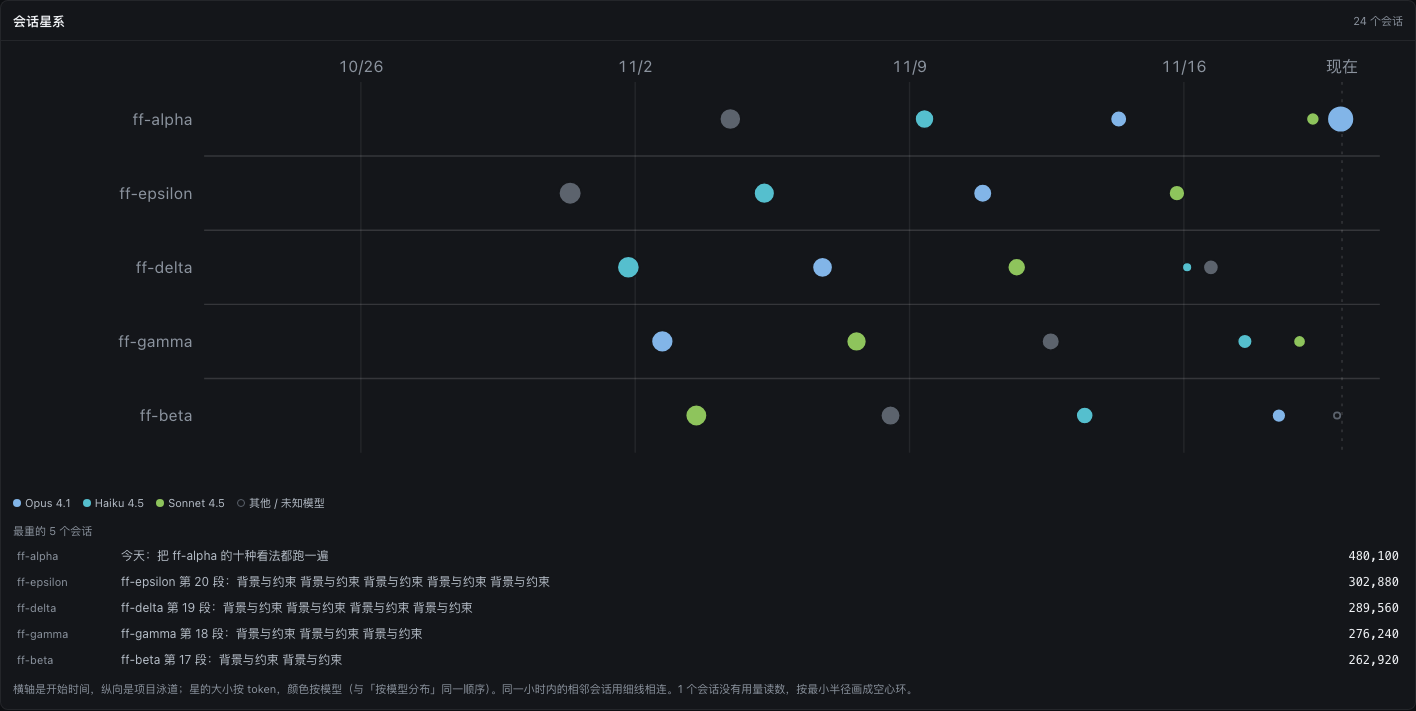 会话星系
24 个会话
10/26 11/2 11/9 11/16 现在
ff-alpha
ff-epsilon
ff-delta
ff-gamma
ff-beta
Opus 4.1 Haiku 4.5 Sonnet 4.5 其他 / 未知模型
最重的 5 个会话
ff-alpha 今天：把 ff-alpha 的十种看法都跑一遍 480,100
ff-epsilon ff-epsilon 第 20 段：背景与约束 背景与约束 背景与约束 背景与约束 背景与约束 302,880
ff-delta ff-delta 第 19 段：背景与约束 背景与约束 背景与约束 背景与约束 289,560
ff-gamma ff-gamma 第 18 段：背景与约束 背景与约束 背景与约束 276,240
ff-beta ff-beta 第 17 段：背景与约束 背景与约束 262,920
横轴是开始时间，纵向是项目泳道；星的大小按 token，颜色按模型（与「按模型分布」同一顺序）。同一小时内的相邻会话用细线相连。1 个会话没有用量读数，按最小半径画成空心环。